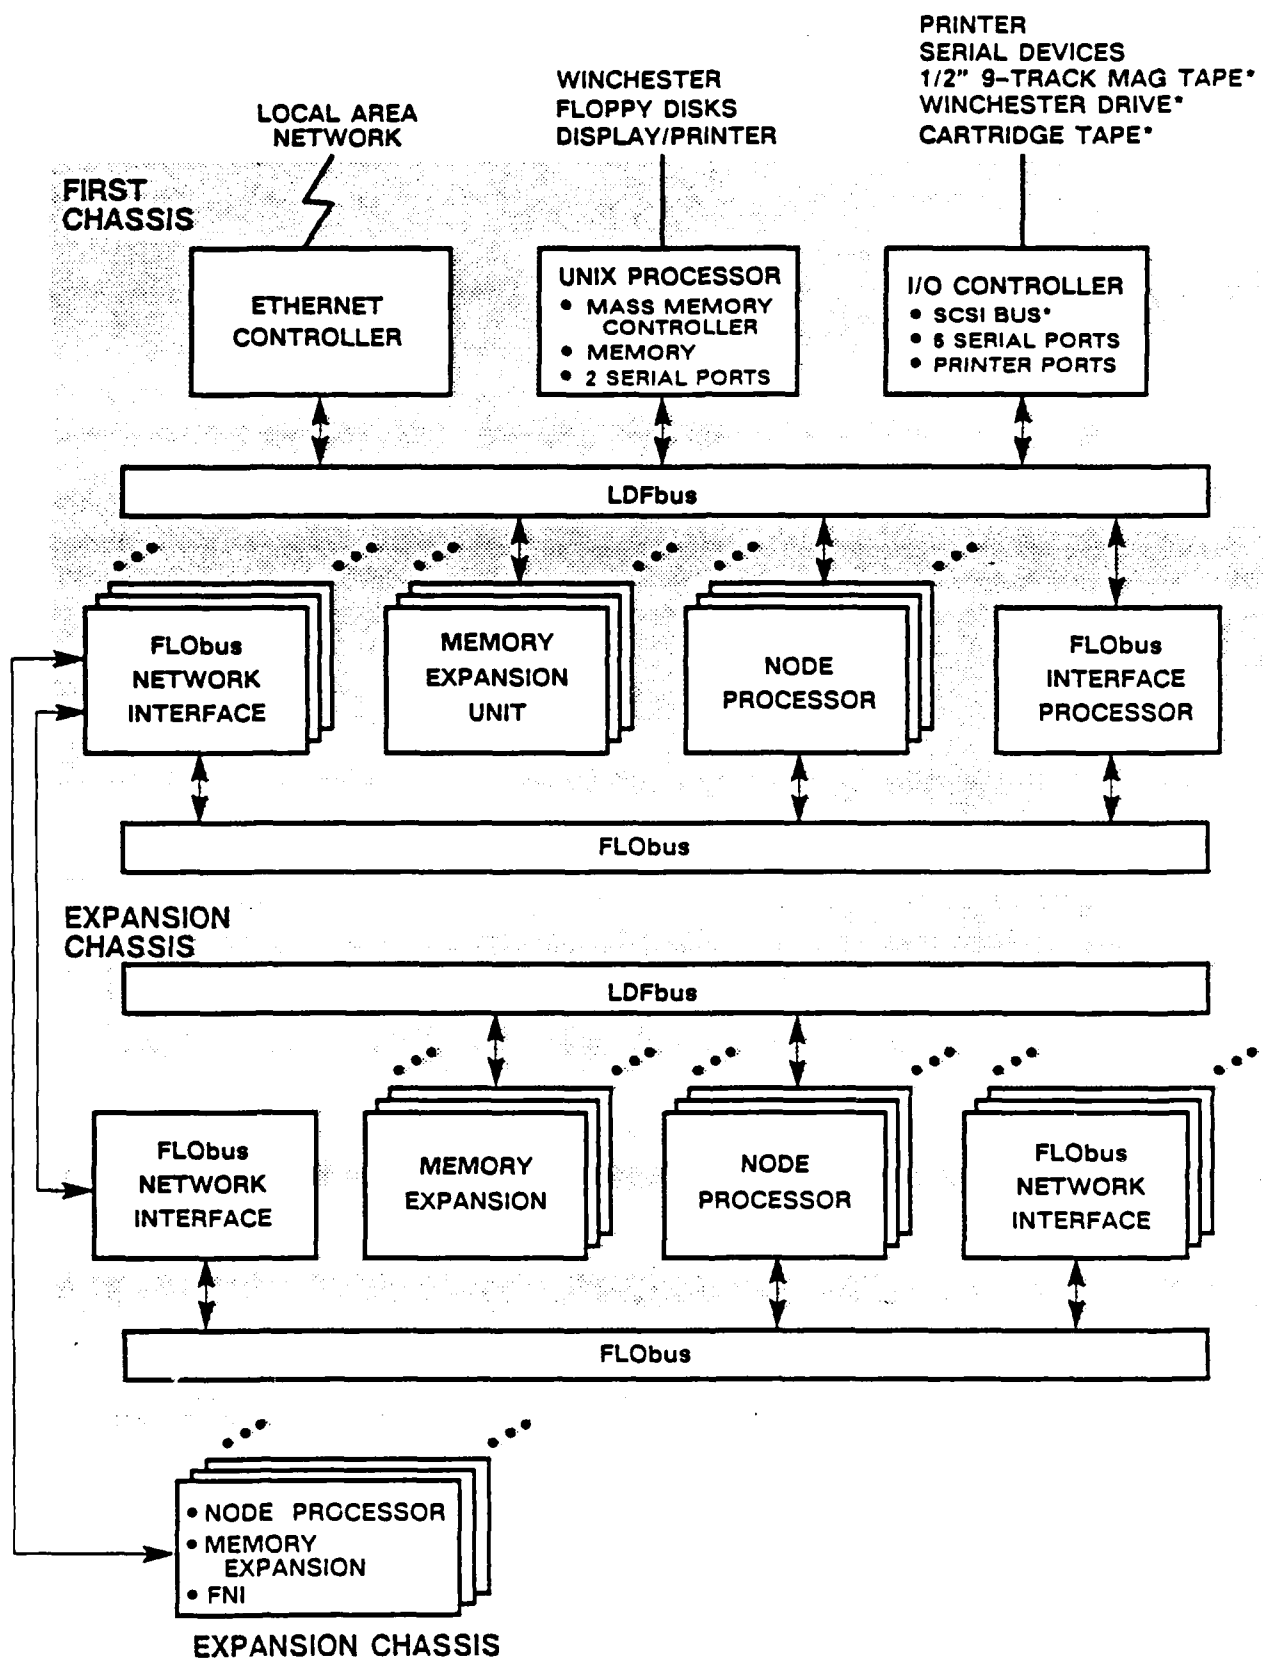 PRINTER
SERIAL DEVICES
1/2" 9-TRACK MAG TAPE*
WINCHESTER DRIVE*
CARTRIDGE TAPE*
WINCHESTER
FLOPPY DISKS
DISPLAY/PRINTER
LOCAL AREA
NETWORK
FIRST
CHASSIS
ETHERNET
CONTROLLER
UNIX PROCESSOR
• MASS MEMORY
CONTROLLER
• MEMORY
• 2 SERIAL PORTS
I/O CONTROLLER
• SCSI BUS*
• 6 SERIAL PORTS
• PRINTER PORTS
LDFbus
FLObus
NETWORK
INTERFACE
MEMORY
EXPANSION
UNIT
NODE
PROCESSOR
FLObus
INTERFACE
PROCESSOR
FLObus
EXPANSION
CHASSIS
LDFbus
FLObus
NETWORK
INTERFACE
MEMORY
EXPANSION
NODE
PROCESSOR
FLObus
NETWORK
INTERFACE
FLObus
• NODE PROCESSOR
• MEMORY
EXPANSION
• FNI
EXPANSION CHASSIS